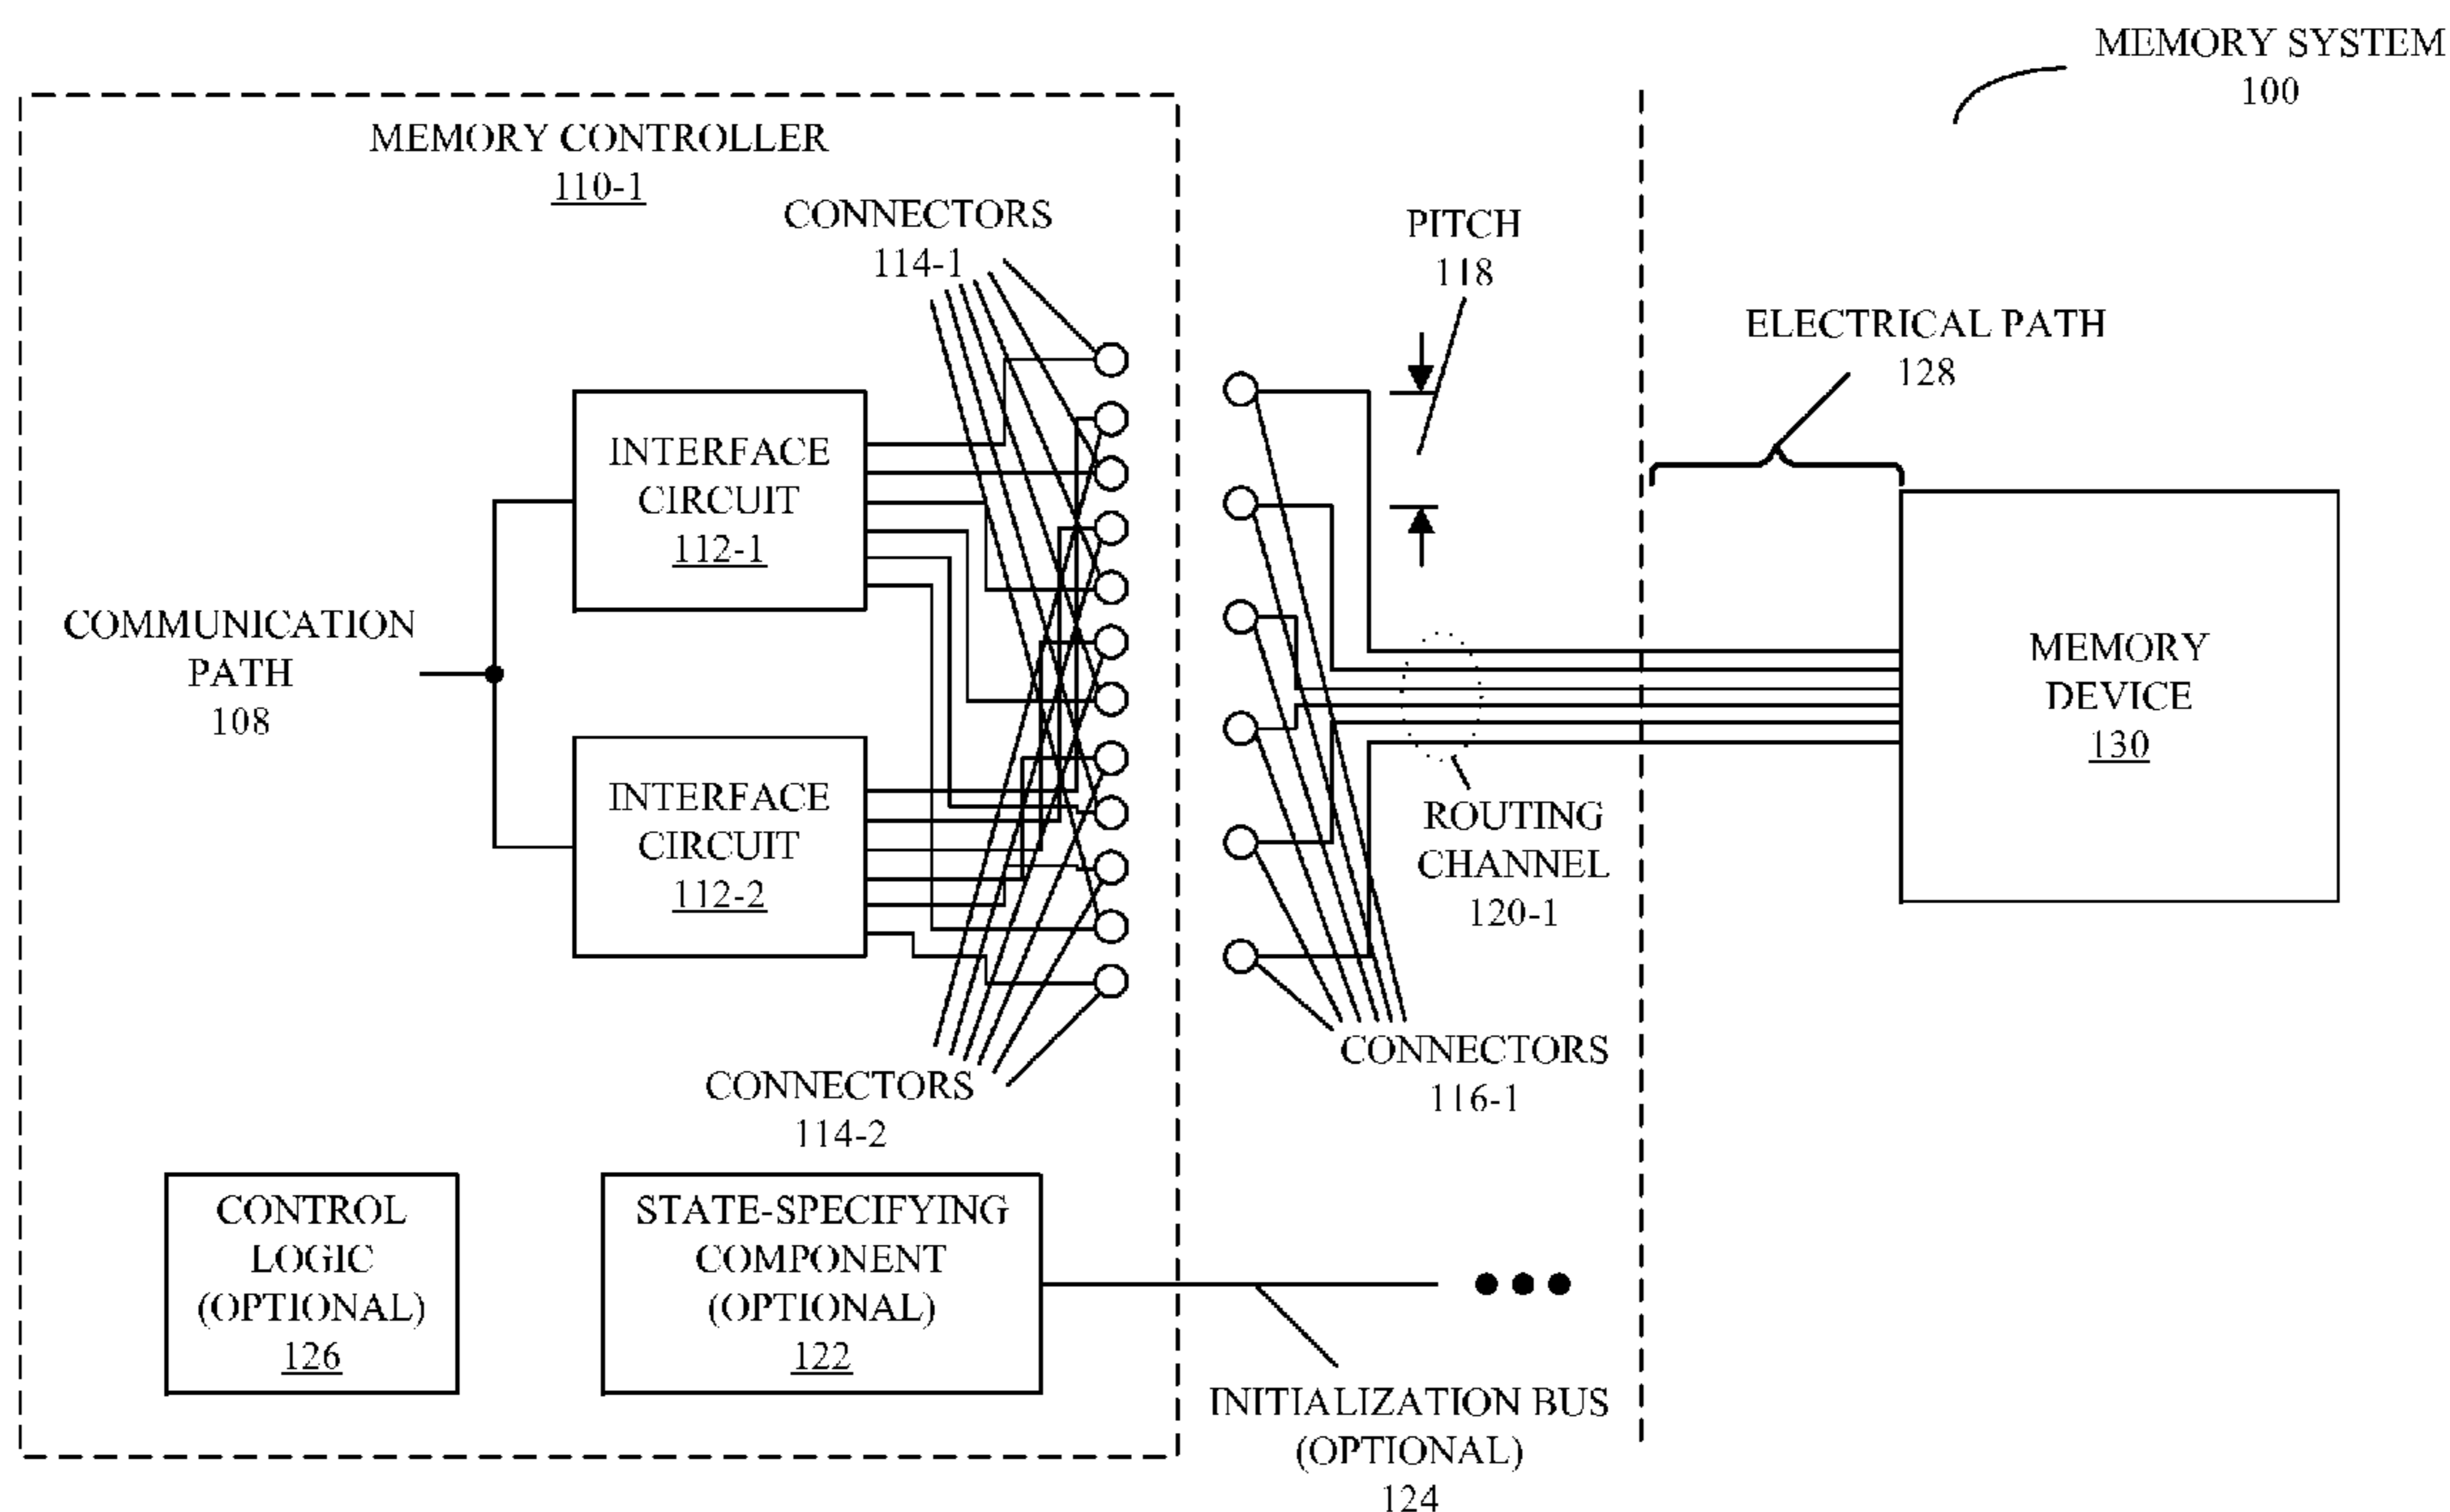 MEMORY SYSTEM
100
MEMORY CONTROLLER
110-1
CONNECTORS
114-1
PITCH
118
ELECTRICAL PATH
128
INTERFACE
CIRCUIT
112-1
COMMUNICATION
PATH
108
MEMORY
DEVICE
130
INTERFACE
CIRCUIT
112-2
ROUTING
CHANNEL
120-1
CONNECTORS
116-1
CONNECTORS
114-2
CONTROL
LOGIC
(OPTIONAL)
126
STATE-SPECIFYING
COMPONENT
(OPTIONAL)
122
INITIALIZATION BUS
(OPTIONAL)
124